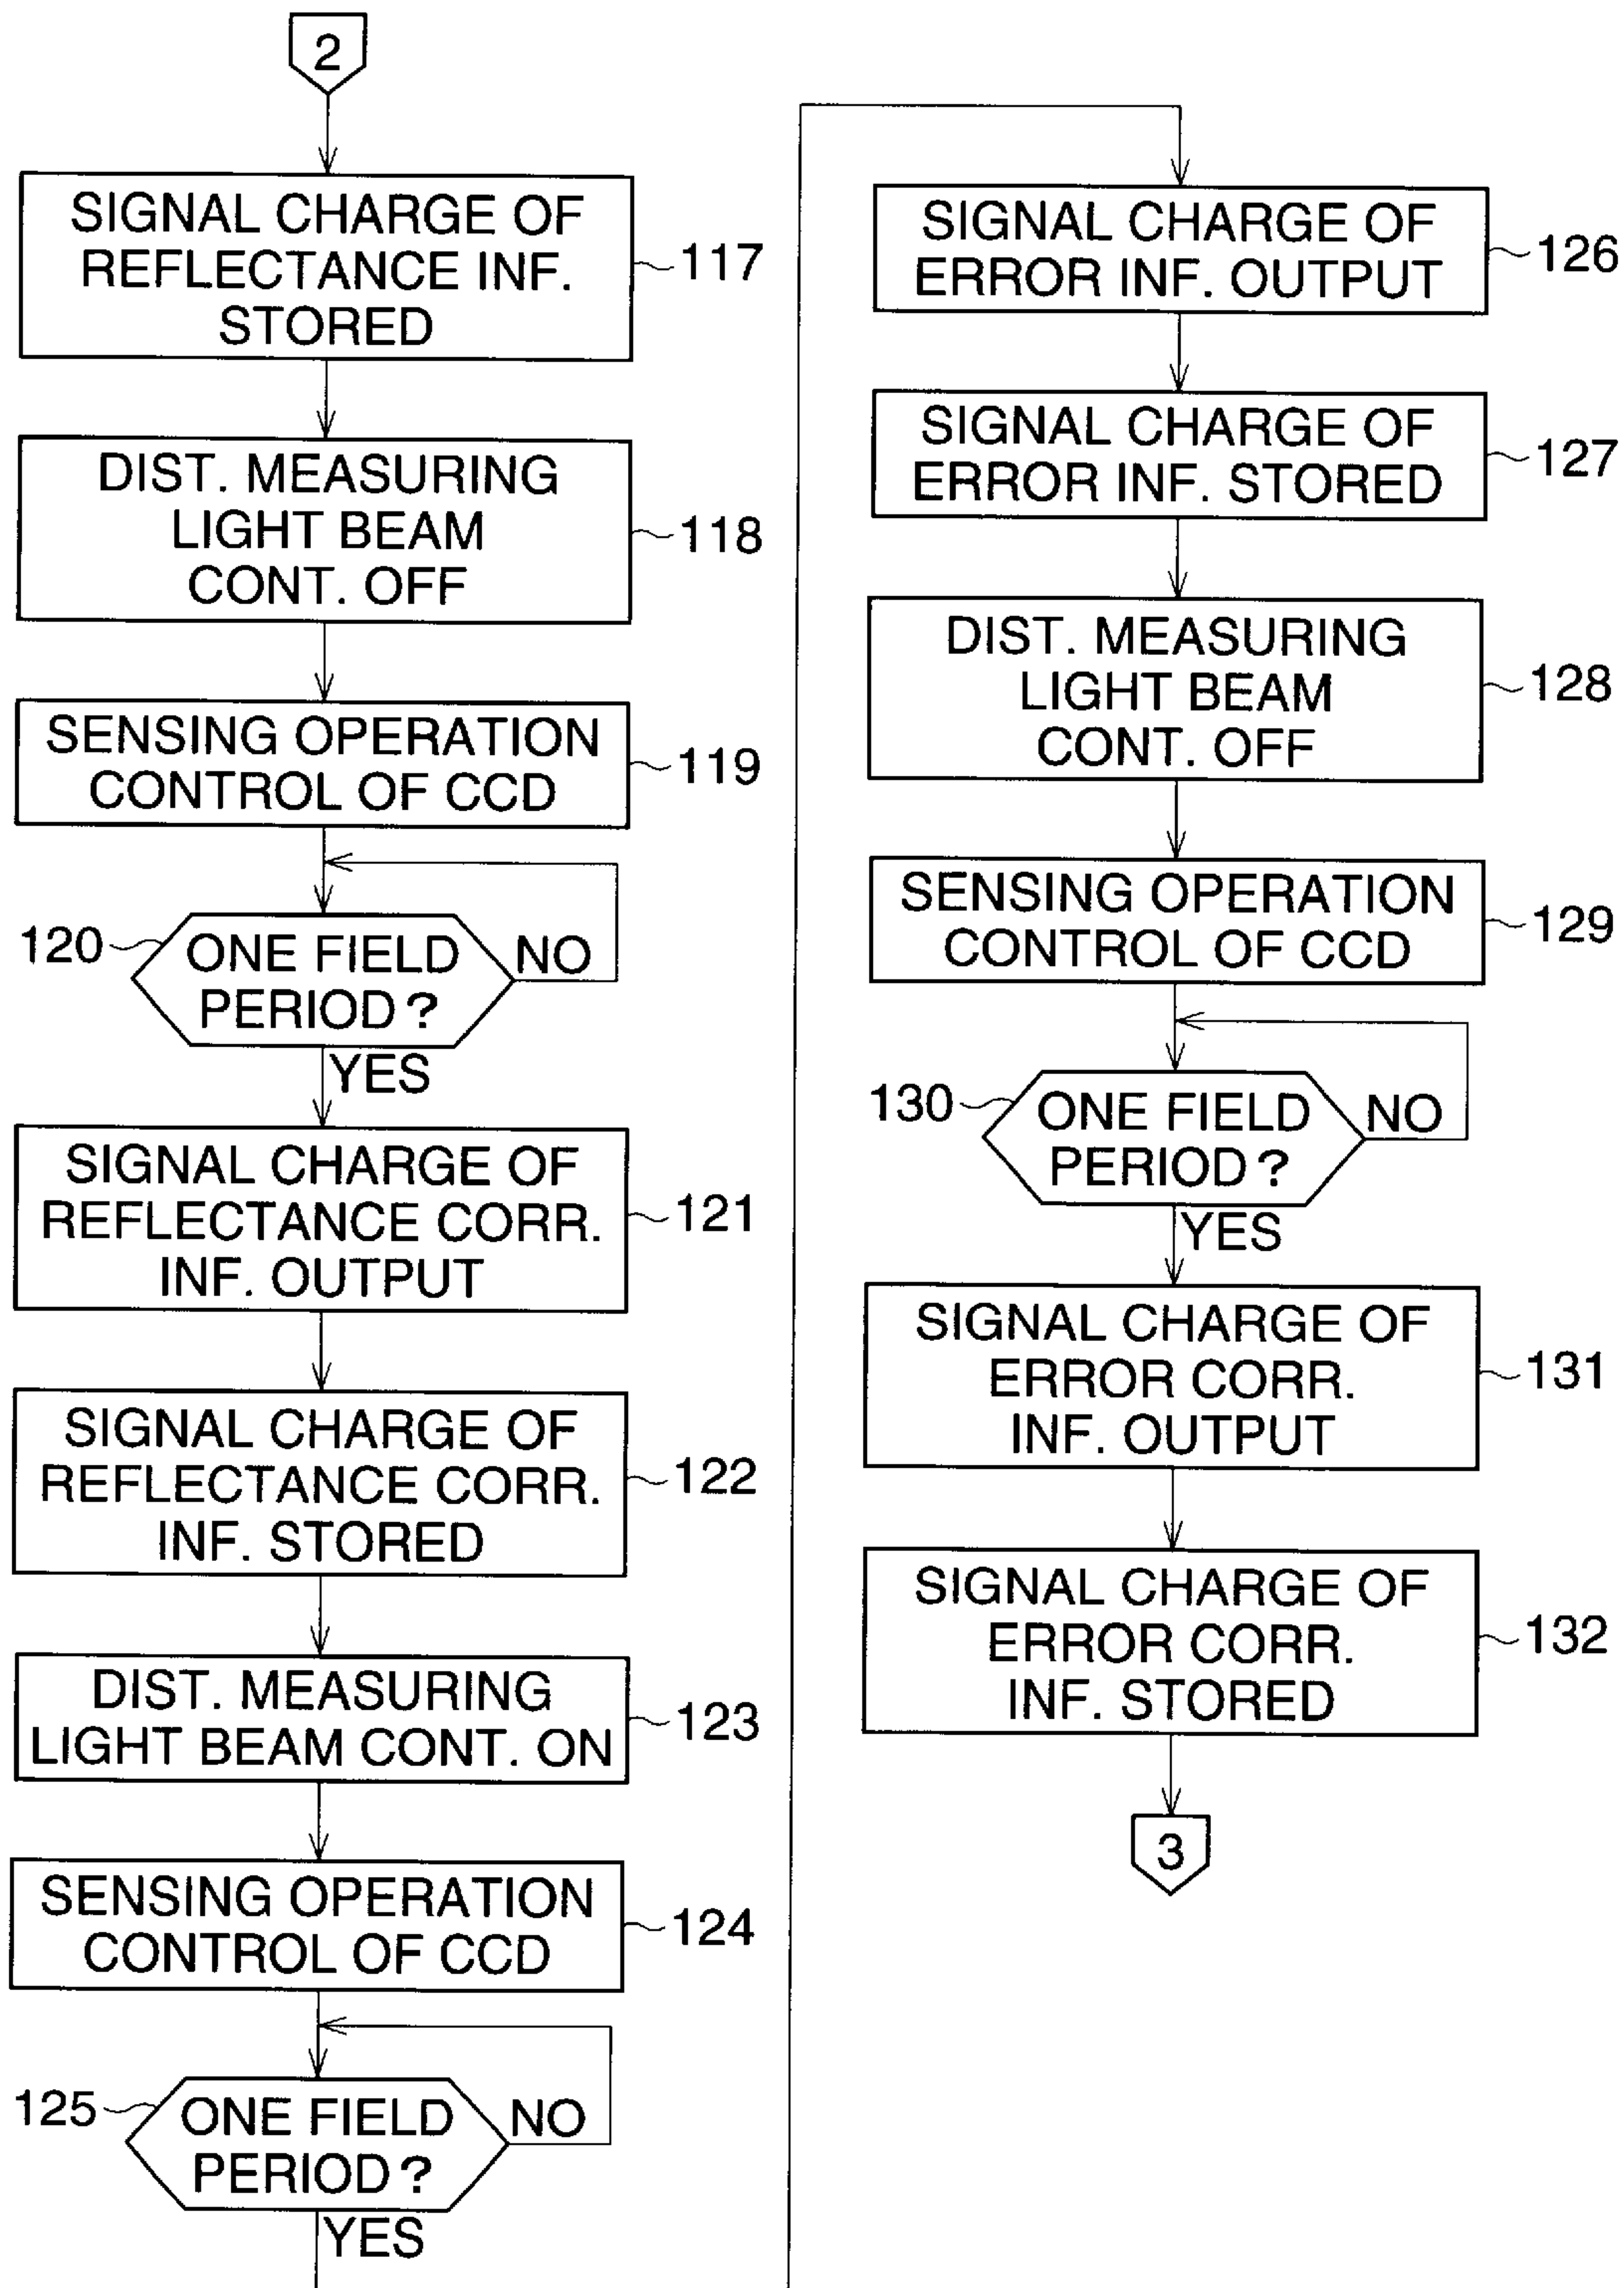 2
SIGNAL CHARGE OF
REFLECTANCE INF.
STORED
117
DIST. MEASURING
LIGHT BEAM
CONT. OFF
118
SENSING OPERATION
CONTROL OF CCD
119
120
ONE FIELD
PERIOD?
NO
YES
SIGNAL CHARGE OF
REFLECTANCE CORR.
INF. OUTPUT
121
SIGNAL CHARGE OF
REFLECTANCE CORR.
INF. STORED
122
DIST. MEASURING
LIGHT BEAM CONT. ON
123
SENSING OPERATION
CONTROL OF CCD
124
125
ONE FIELD
PERIOD?
NO
YES
SIGNAL CHARGE OF
ERROR INF. OUTPUT
126
SIGNAL CHARGE OF
ERROR INF. STORED
127
DIST. MEASURING
LIGHT BEAM
CONT. OFF
128
SENSING OPERATION
CONTROL OF CCD
129
130
ONE FIELD
PERIOD?
NO
YES
SIGNAL CHARGE OF
ERROR CORR.
INF. OUTPUT
131
SIGNAL CHARGE OF
ERROR CORR.
INF. STORED
132
3